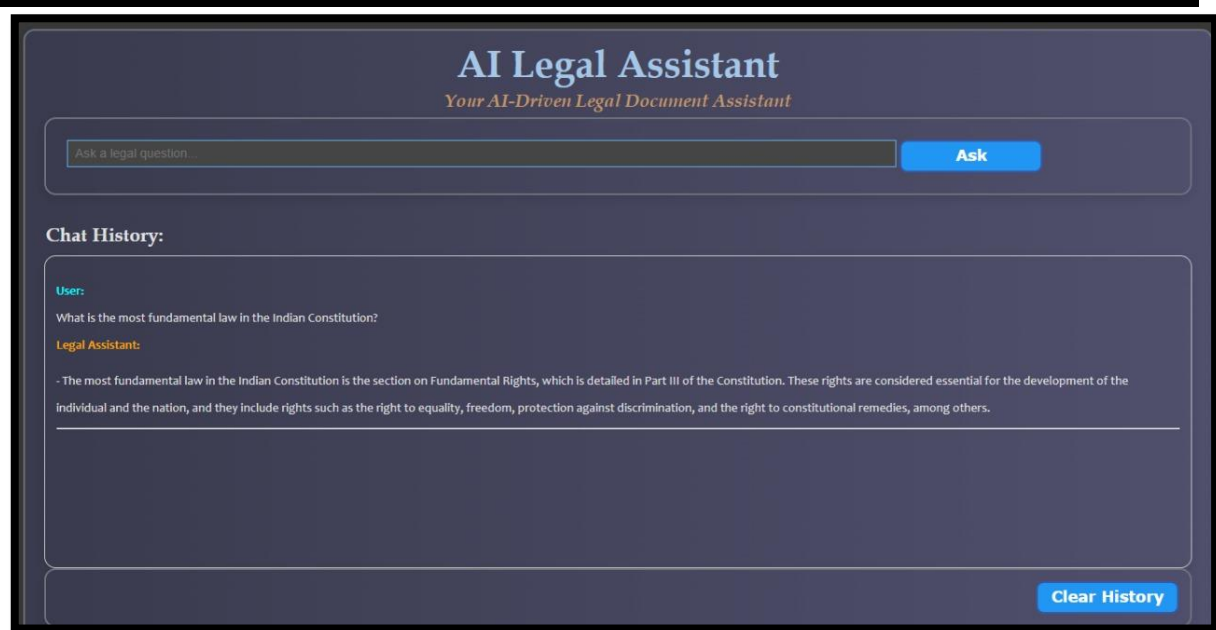 AI Legal Assistant
Your AI-Driven Legal Document Assistant
Ask a legal question...
Ask
Chat History:
User:
What is the most fundamental law in the Indian Constitution?
Legal Assistant:
- The most fundamental law in the Indian Constitution is the section on Fundamental Rights, which is detailed in Part III of the Constitution. These rights are considered essential for the development of the
individual and the nation, and they include rights such as the right to equality, freedom, protection against discrimination, and the right to constitutional remedies, among others.
Clear History